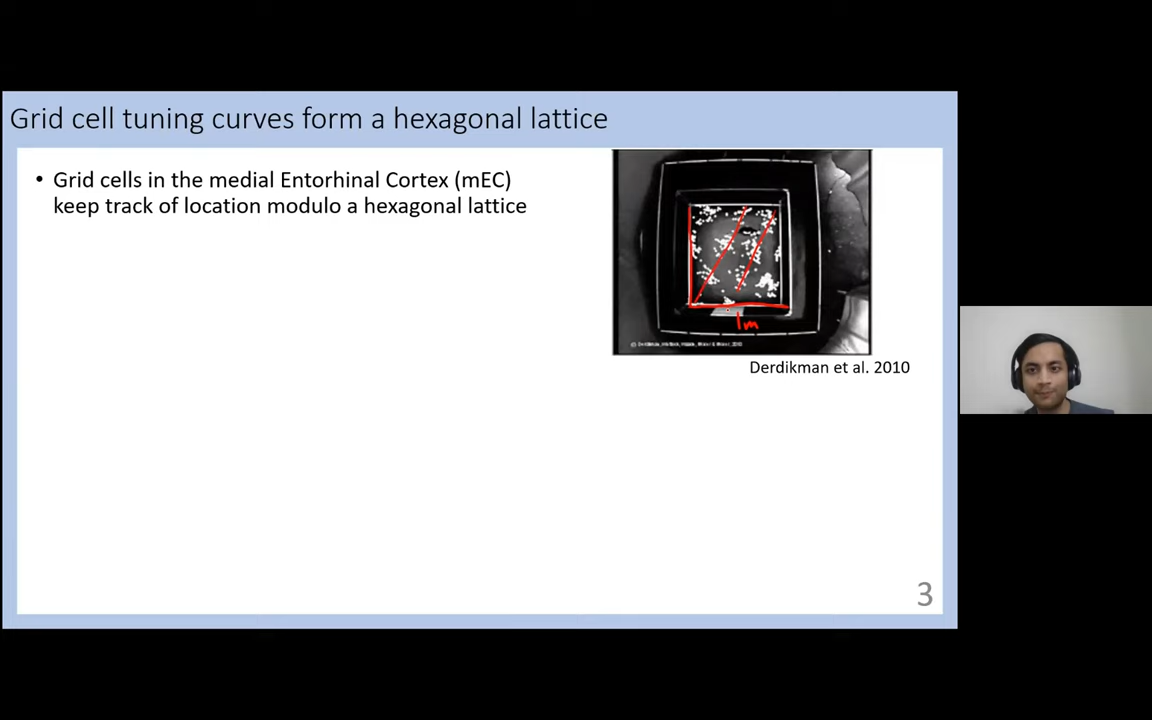 Grid cell tuning curves form a hexagonal lattice
• Grid cells in the medial Entorhinal Cortex (mEC)
keep track of location modulo a hexagonal lattice
1m
Derdikman et al. 2010
3